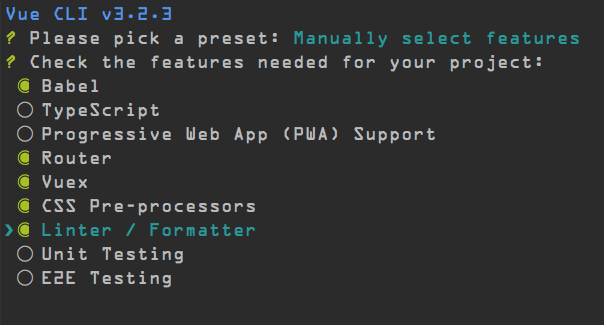 Vue CLI v3.2.3
? Please pick a preset: Manually select features
? Check the features needed for your project:
◉ Babel
◯ TypeScript
◯ Progressive Web App (PWA) Support
◉ Router
◉ Vuex
◉ CSS Pre-processors
❯◉ Linter / Formatter
◯ Unit Testing
◯ E2E Testing